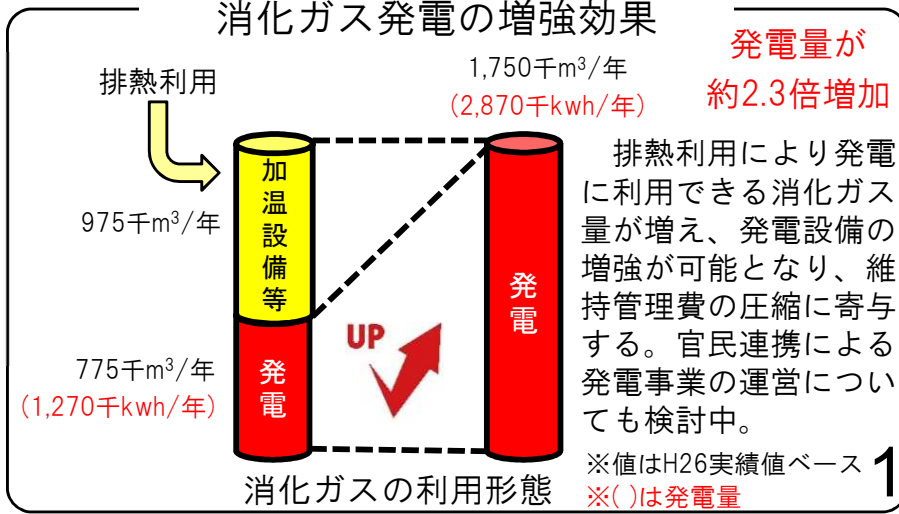 消化ガス発電の増強効果
排熱利用
1,750千m³/年
(2,870千kwh/年)
発電量が
約2.3倍増加
加温設備等
975千m³/年
発電
775千m³/年
(1,270千kwh/年)
UP
発電
消化ガスの利用形態
排熱利用により発電
に利用できる消化ガス
量が増え、発電設備の
増強が可能となり、維
持管理費の圧縮に寄与
する。官民連携による
発電事業の運営につい
ても検討中。
※値はH26実績値ベース
※( )は発電量
1